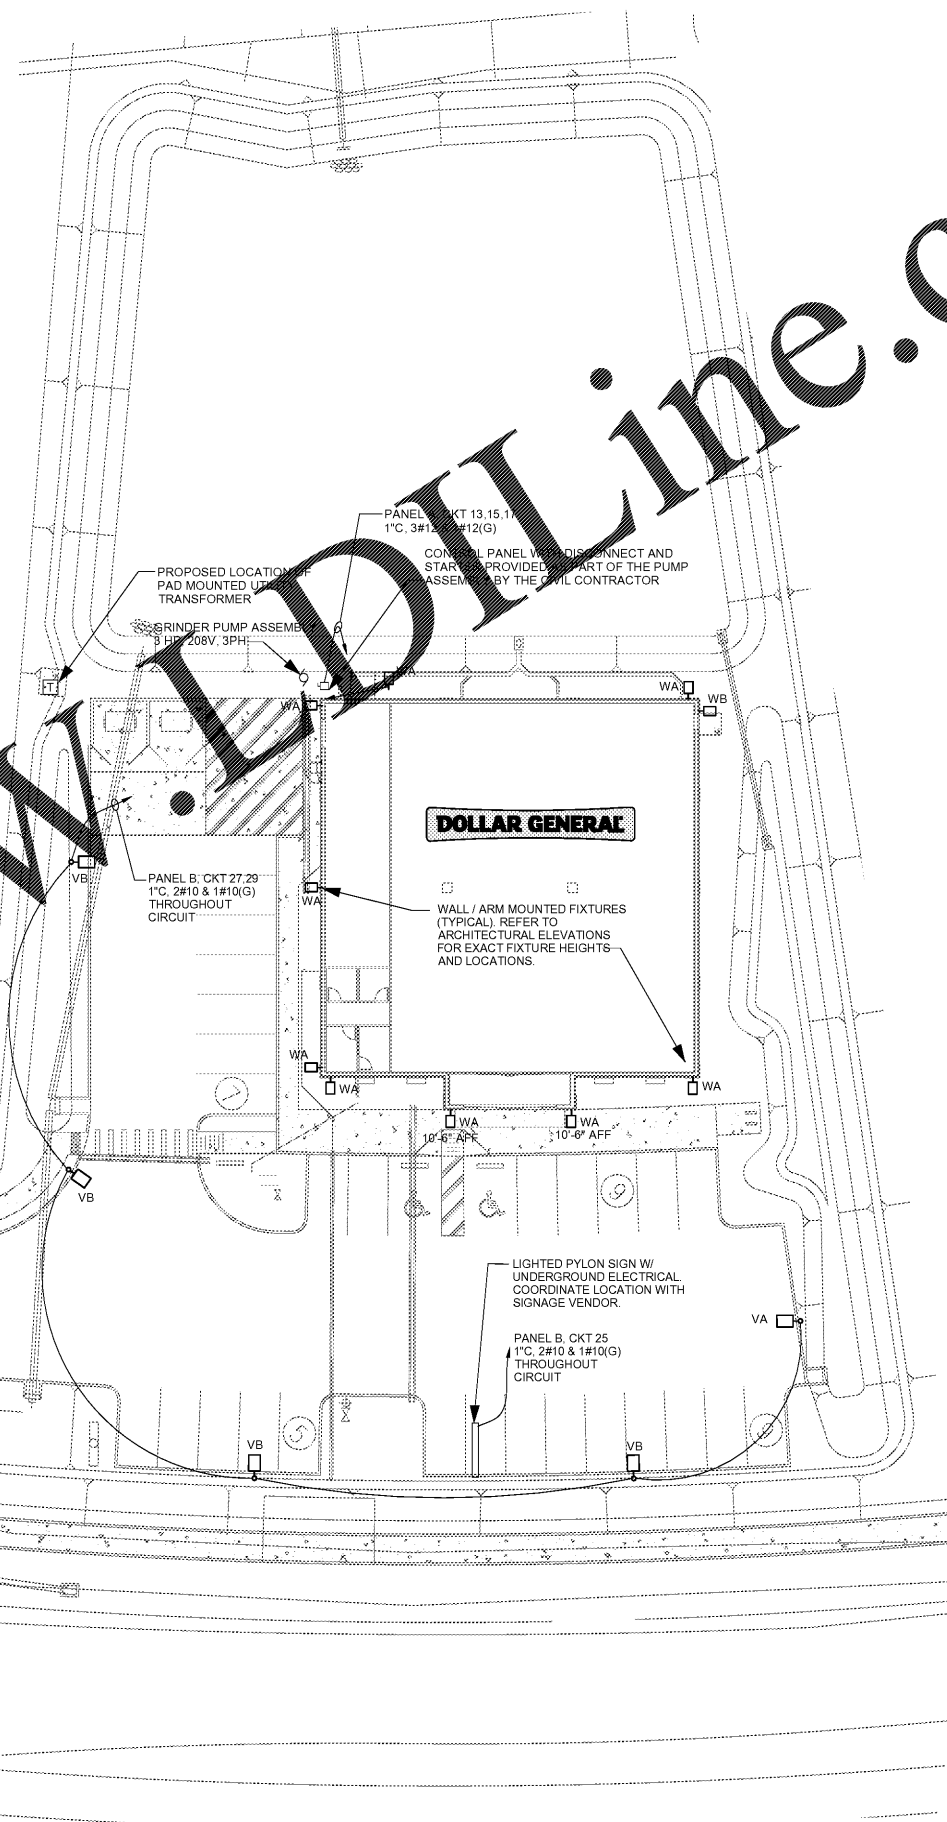 W LDILine.c
PANEL CKT 13,15,17
1"C, 3#12 & 1#12(G)
CONTROL PANEL WITH DISCONNECT AND
STARTER PROVIDED AS PART OF THE PUMP
ASSEMBLY BY THE CIVIL CONTRACTOR
PROPOSED LOCATION OF
PAD MOUNTED UTILITY
TRANSFORMER
GRINDER PUMP ASSEMBLY
3 HP, 208V, 3PH
T
WA
WA
WA
WB
DOLLAR GENERAL
VB
PANEL B, CKT 27,29
1"C, 2#10 & 1#10(G)
THROUGHOUT
CIRCUIT
WA
WALL / ARM MOUNTED FIXTURES
(TYPICAL). REFER TO
ARCHITECTURAL ELEVATIONS
FOR EXACT FIXTURE HEIGHTS
AND LOCATIONS.
WA
WA
WA
7
WA
10'-6" AFF
WA
10'-6" AFF
VB
9
LIGHTED PYLON SIGN W/
UNDERGROUND ELECTRICAL.
COORDINATE LOCATION WITH
SIGNAGE VENDOR.
VA
PANEL B, CKT 25
1"C, 2#10 & 1#10(G)
THROUGHOUT
CIRCUIT
5
VB
VB